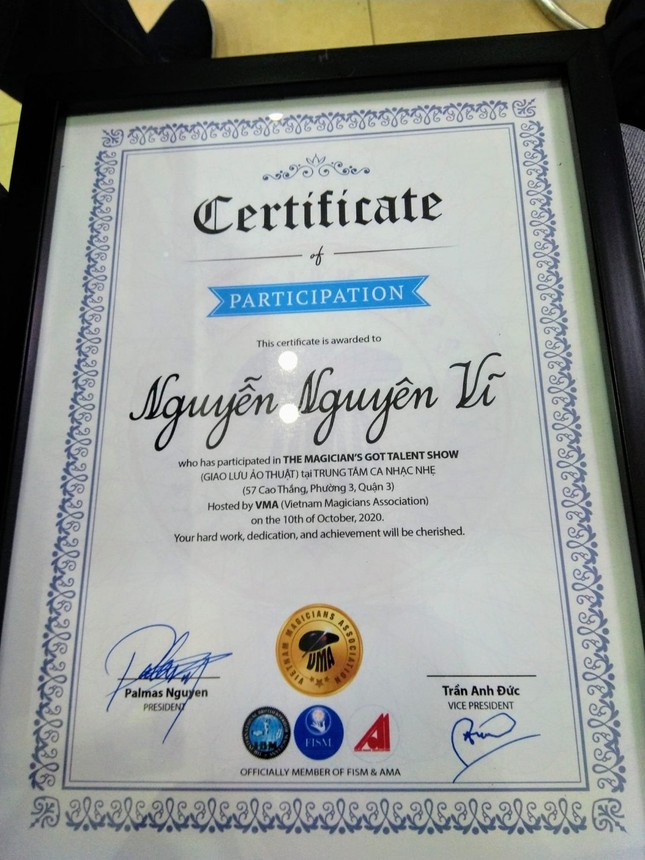 Certificate
of
PARTICIPATION
This certificate is awarded to
Nguyễn Nguyên Vĩ
who has participated in THE MAGICIAN'S GOT TALENT SHOW
(GIAO LƯU ẢO THUẬT) tại TRUNG TÂM CA NHẠC NHẸ
(57 Cao Thắng, Phường 3, Quận 3)
Hosted by VMA (Vietnam Magicians Association)
on the 10th of October, 2020.
Your hard work, dedication, and achievement will be cherished.
VIETNAM MAGICIANS ASSOCIATION
VMA
Palmas Nguyen
PRESIDENT
Trần Anh Đức
VICE PRESIDENT
FISM
OFFICIALLY MEMBER OF FISM & AMA